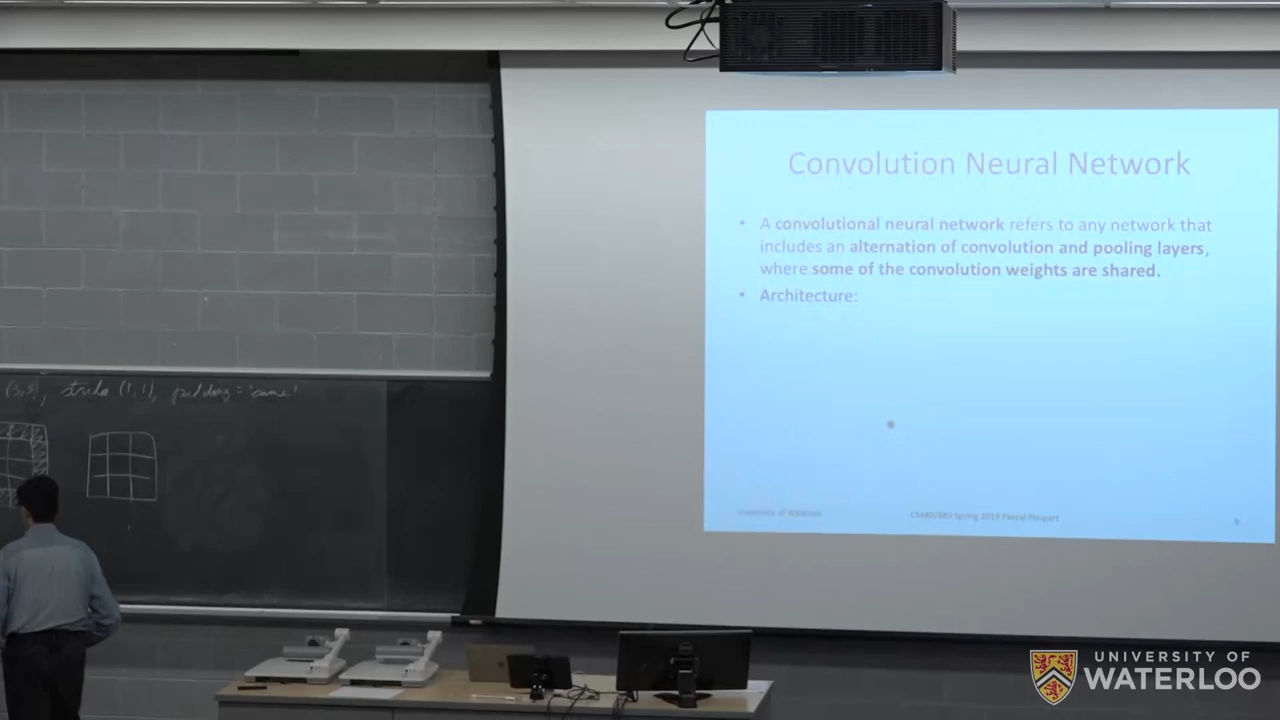 (3,3), stride (1,1), padding = 'same'
Convolution Neural Network
• A convolutional neural network refers to any network that
includes an alternation of convolution and pooling layers,
where some of the convolution weights are shared.
• Architecture:
University of Waterloo
CS480/680 Spring 2019 Pascal Poupart
9
UNIVERSITY OF
WATERLOO